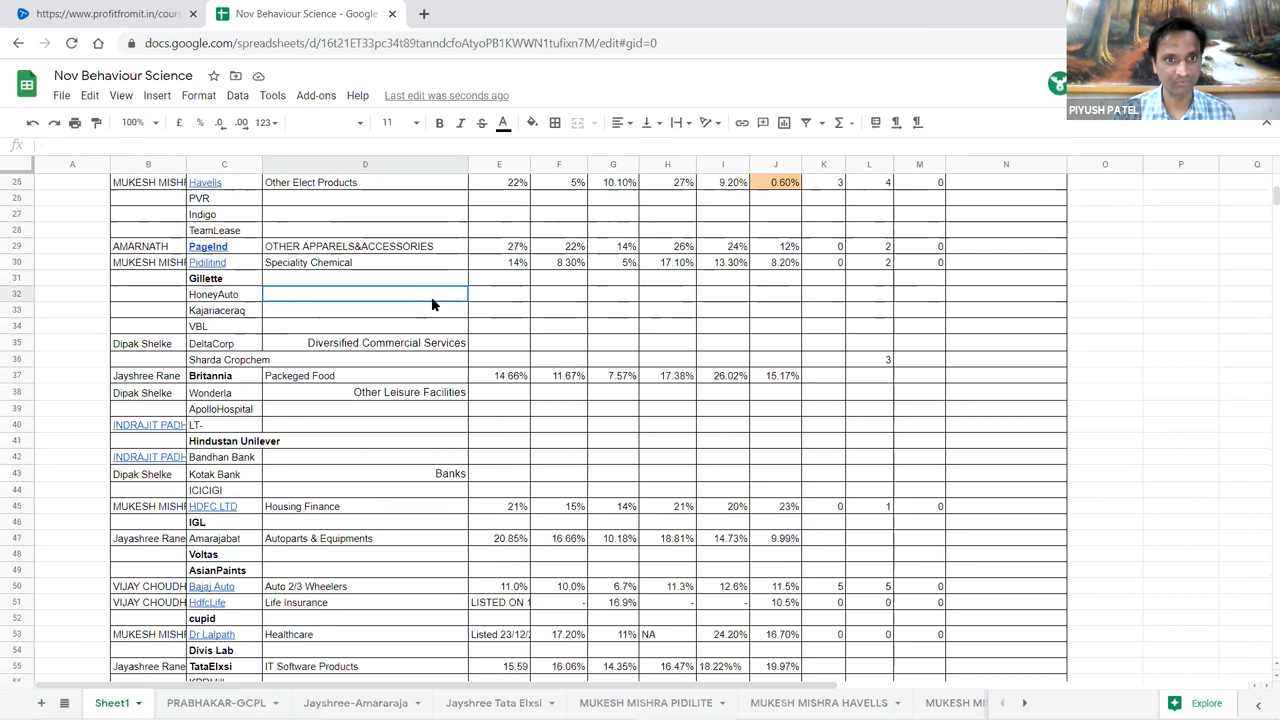 https://www.profitfromit.in/cours
Nov Behaviour Science - Google
docs.google.com/spreadsheets/d/16t21ET33pc34t89tanndcfoAtyoPB1KWWN1tufixn7M/edit#gid=0
Nov Behaviour Science
File Edit View Insert Format Data Tools Add-ons Help Last edit was seconds ago
PIYUSH PATEL
100% £ % .0 .00 123 11 B I S A
fx
A B C D E F G H I J K L M N O P Q
25 MUKESH MISHR Havells Other Elect Products 22% 5% 10.10% 27% 9.20% 0.60% 3 4 0
26 PVR
27 Indigo
28 TeamLease
29 AMARNATH PageInd OTHER APPARELS&ACCESSORIES 27% 22% 14% 26% 24% 12% 0 2 0
30 MUKESH MISHR Pidilitind Speciality Chemical 14% 8.30% 5% 17.10% 13.30% 8.20% 0 2 0
31 Gillette
32 HoneyAuto
33 Kajariaceraq
34 VBL
35 Dipak Shelke DeltaCorp Diversified Commercial Services
36 Sharda Cropchem 3
37 Jayshree Rane Britannia Packeged Food 14.66% 11.67% 7.57% 17.38% 26.02% 15.17%
38 Dipak Shelke Wonderla Other Leisure Facilities
39 ApolloHospital
40 INDRAJIT PADH LT-
41 Hindustan Unilever
42 INDRAJIT PADH Bandhan Bank
43 Dipak Shelke Kotak Bank Banks
44 ICICIGI
45 MUKESH MISHR HDFC LTD Housing Finance 21% 15% 14% 21% 20% 23% 0 1 0
46 IGL
47 Jayashree Rane Amarajabat Autoparts & Equipments 20.85% 16.66% 10.18% 18.81% 14.73% 9.99%
48 Voltas
49 AsianPaints
50 VIJAY CHOUDH Bajaj Auto Auto 2/3 Wheelers 11.0% 10.0% 6.7% 11.3% 12.6% 11.5% 5 5 0
51 VIJAY CHOUDH HdfcLife Life Insurance LISTED ON 1 - 16.9% - - 10.5% 0 0 0
52 cupid
53 MUKESH MISHR Dr Lalpath Healthcare Listed 23/12/ 17.20% 11% NA 24.20% 16.70% 0 0 0
54 Divis Lab
55 Jayashree Rane TataElxsi IT Software Products 15.59 16.06% 14.35% 16.47% 18.22%% 19.97%
Sheet1 PRABHAKAR-GCPL Jayshree-Amararaja Jayshree Tata Elxsi MUKESH MISHRA PIDILITE MUKESH MISHRA HAVELLS MUKESH MI Explore